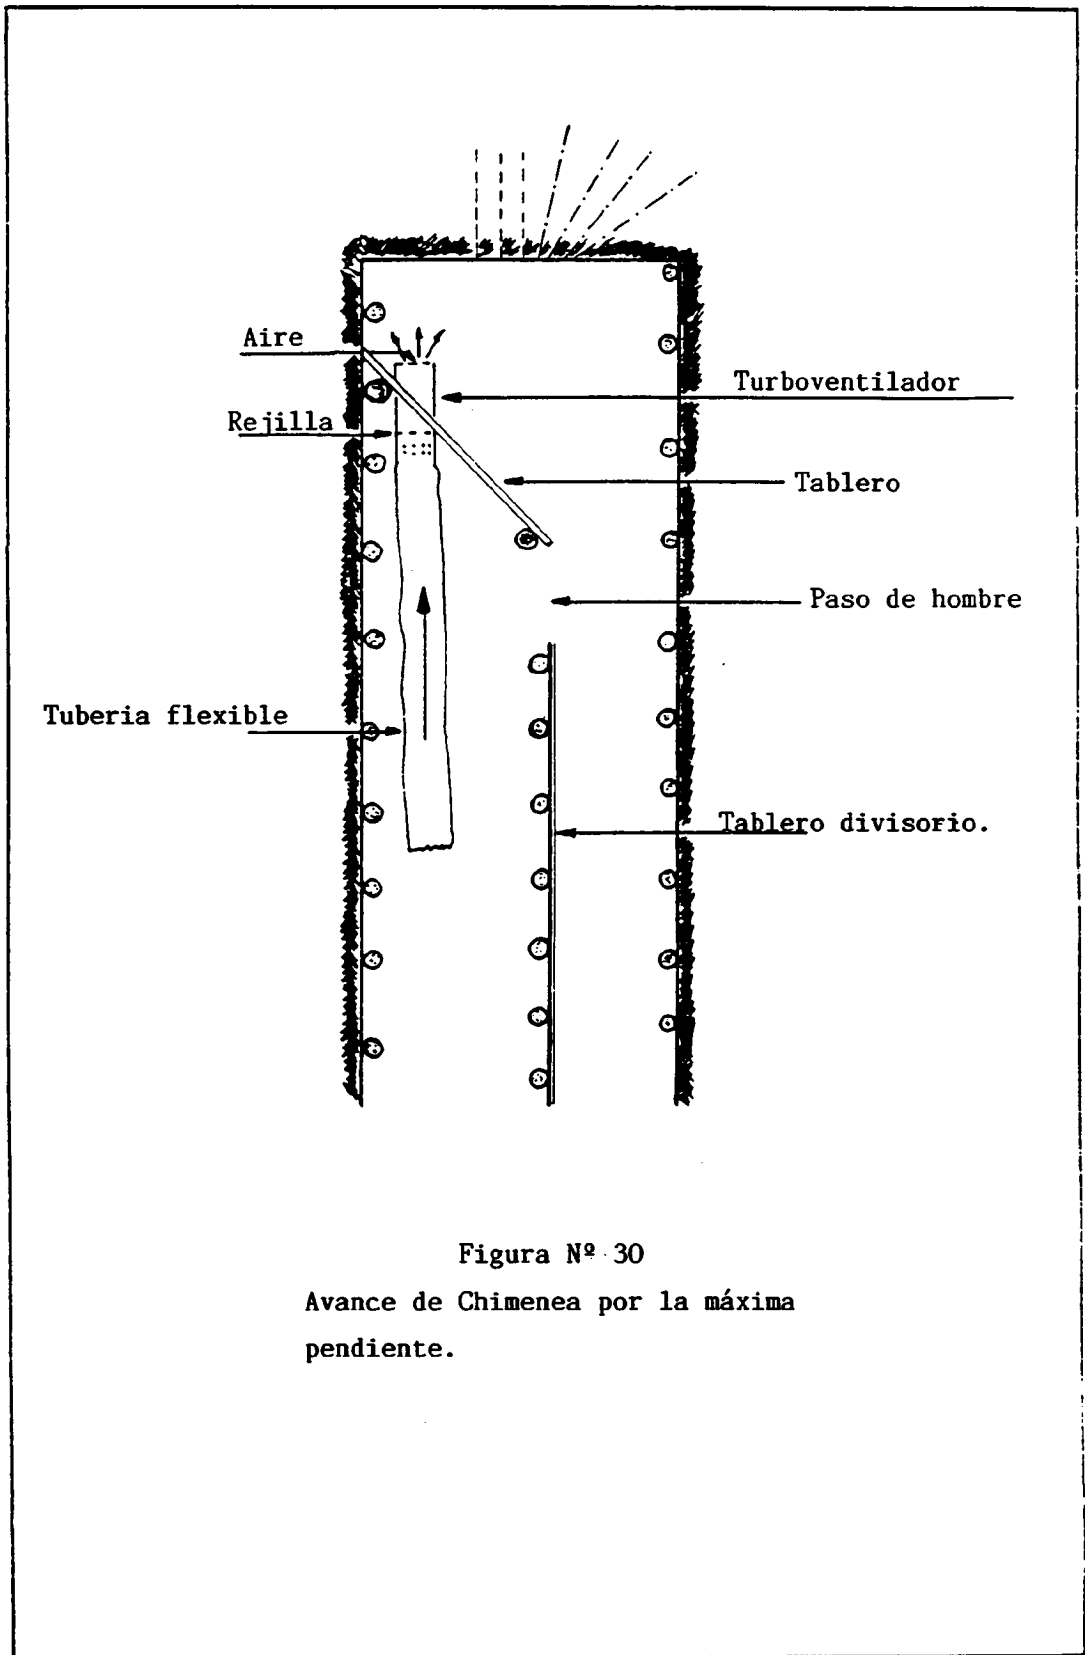 Aire
Turboventilador
Rejilla
Tablero
Paso de hombre
Tuberia flexible
Tablero divisorio.
Figura Nº 30
Avance de Chimenea por la máxima
pendiente.